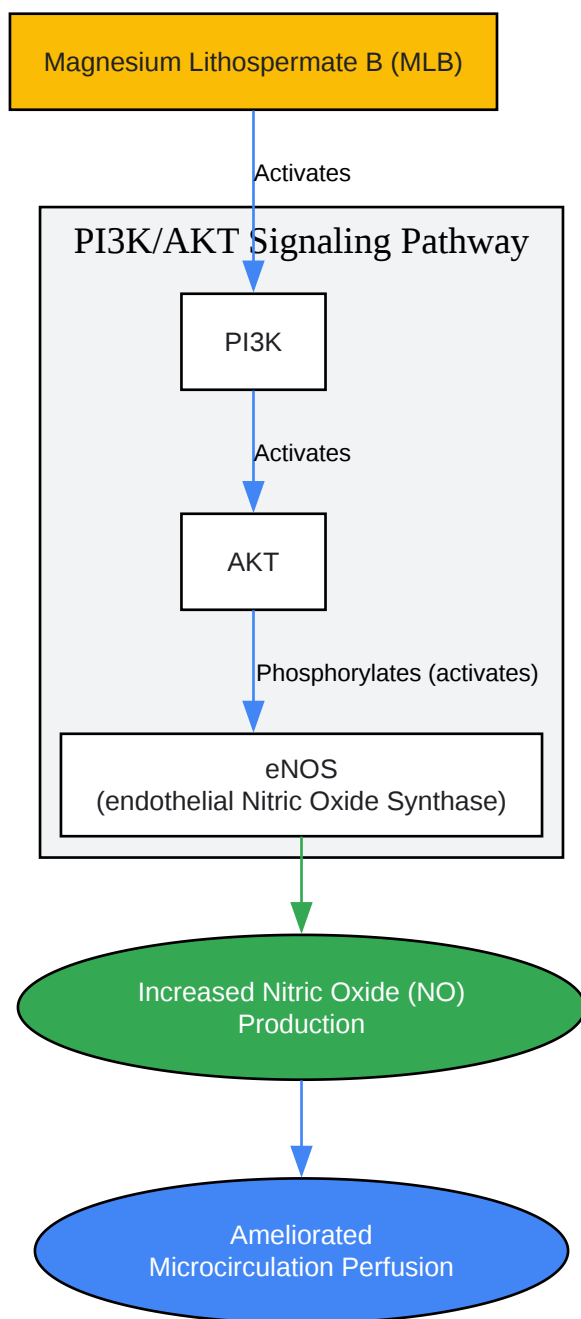 Magnesium Lithospermate B (MLB)
Activates
PI3K/AKT Signaling Pathway
PI3K
Activates
AKT
Phosphorylates (activates)
eNOS
(endothelial Nitric Oxide Synthase)
Increased Nitric Oxide (NO)
Production
Ameliorated
Microcirculation Perfusion